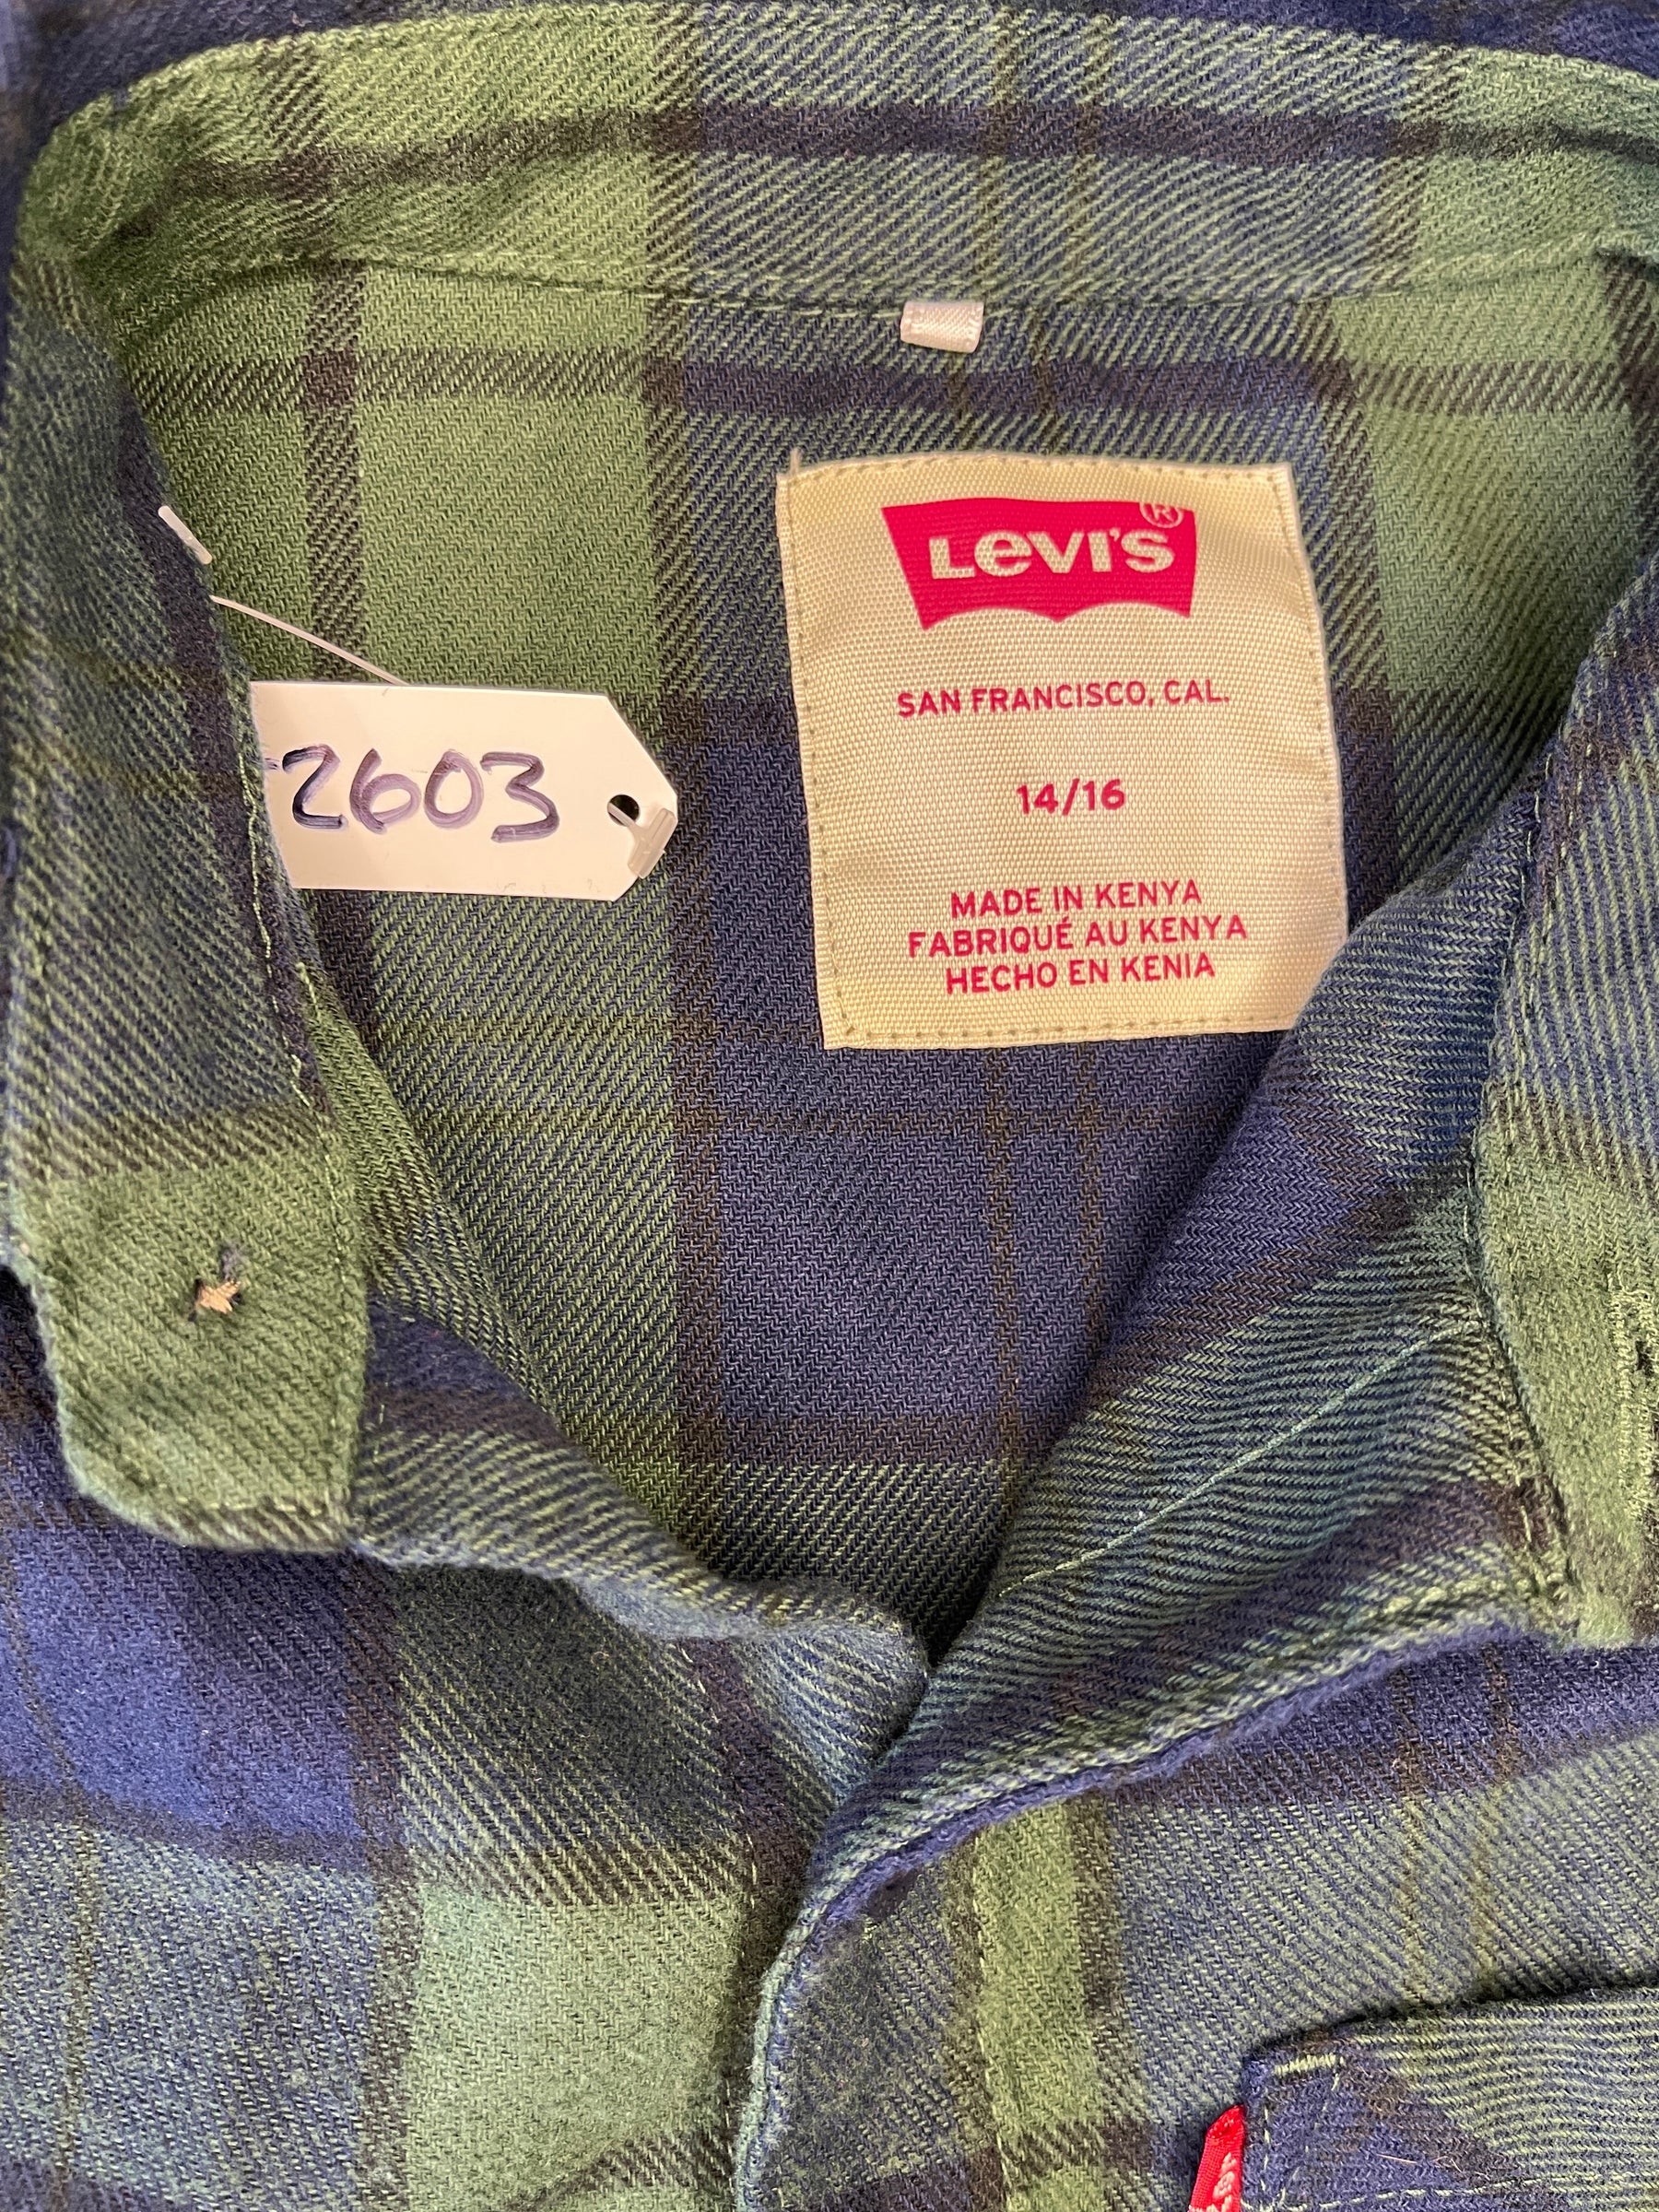 LEVI'S®
SAN FRANCISCO, CAL.
14/16
MADE IN KENYA
FABRIQUÉ AU KENYA
HECHO EN KENIA
2603